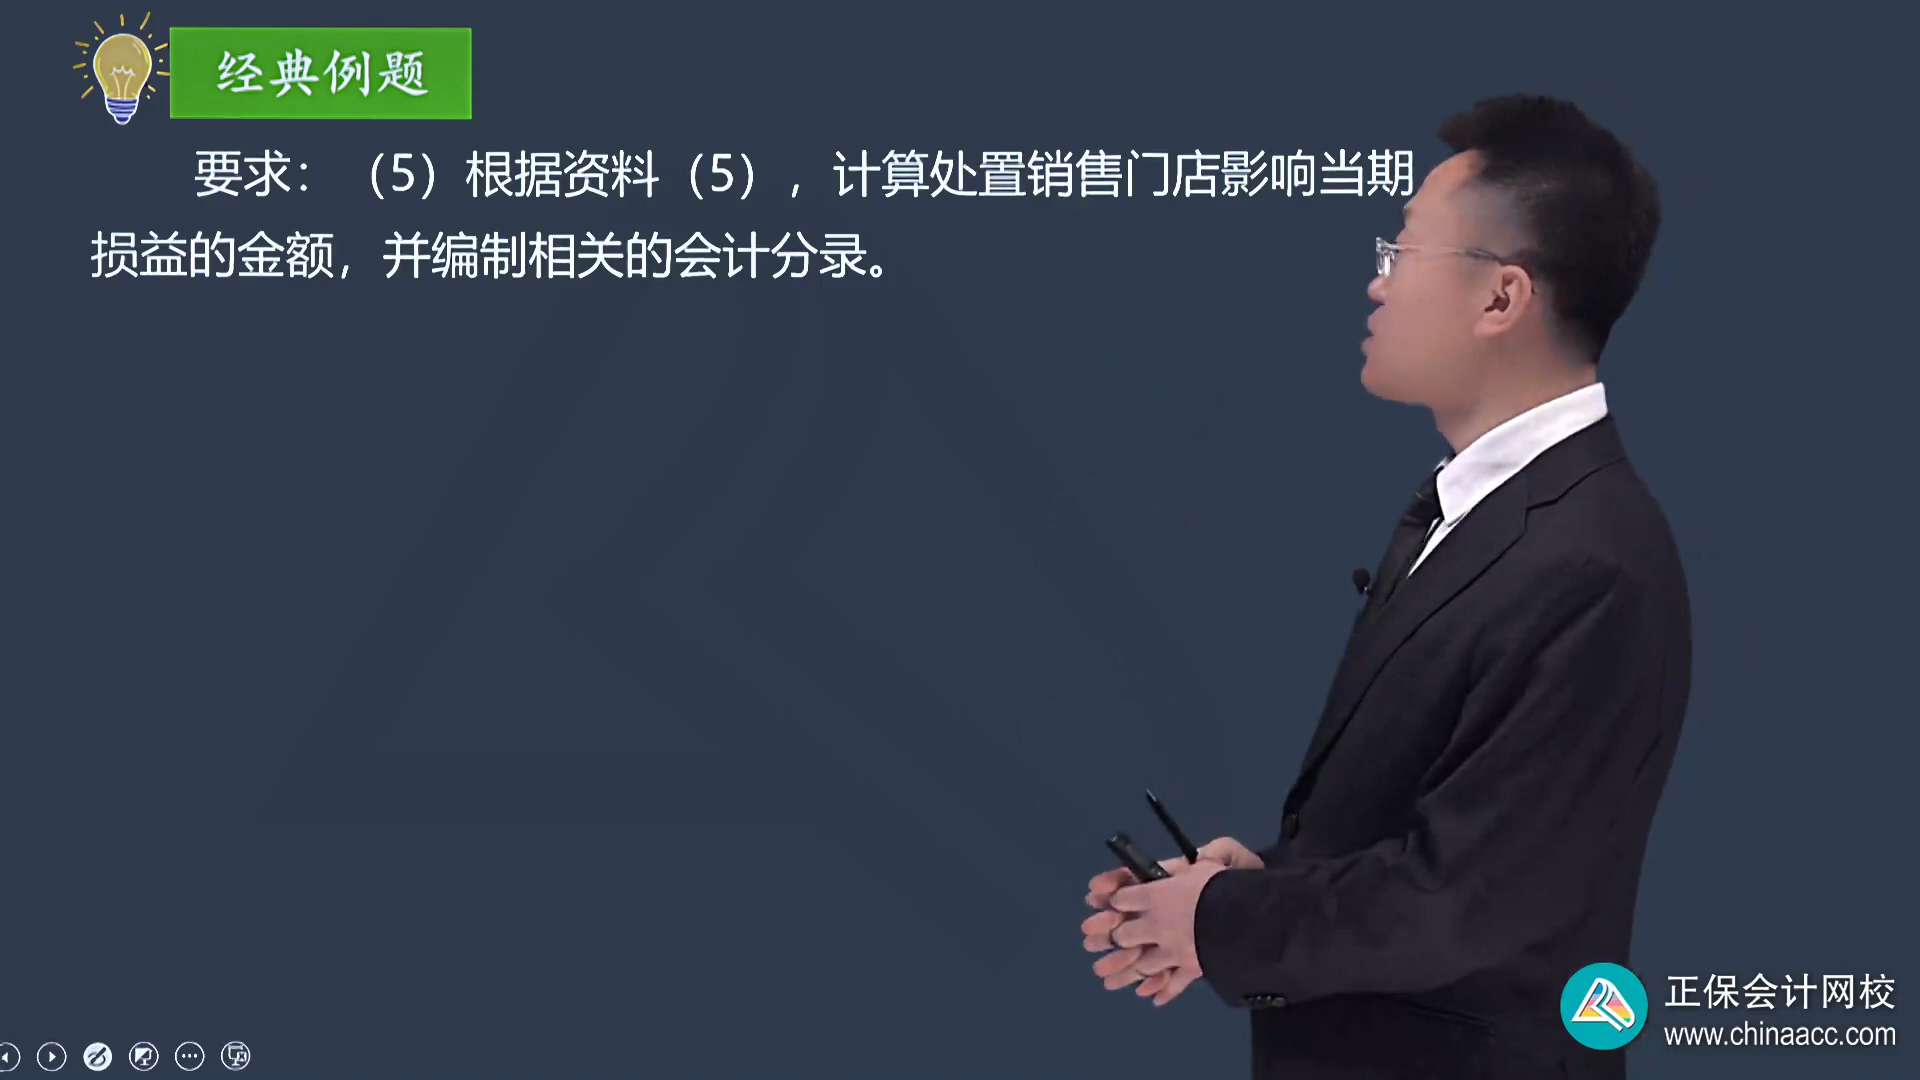 经典例题
要求：（5）根据资料（5），计算处置销售门店影响当期
损益的金额，并编制相关的会计分录。
正保会计网校
www.chinaacc.com